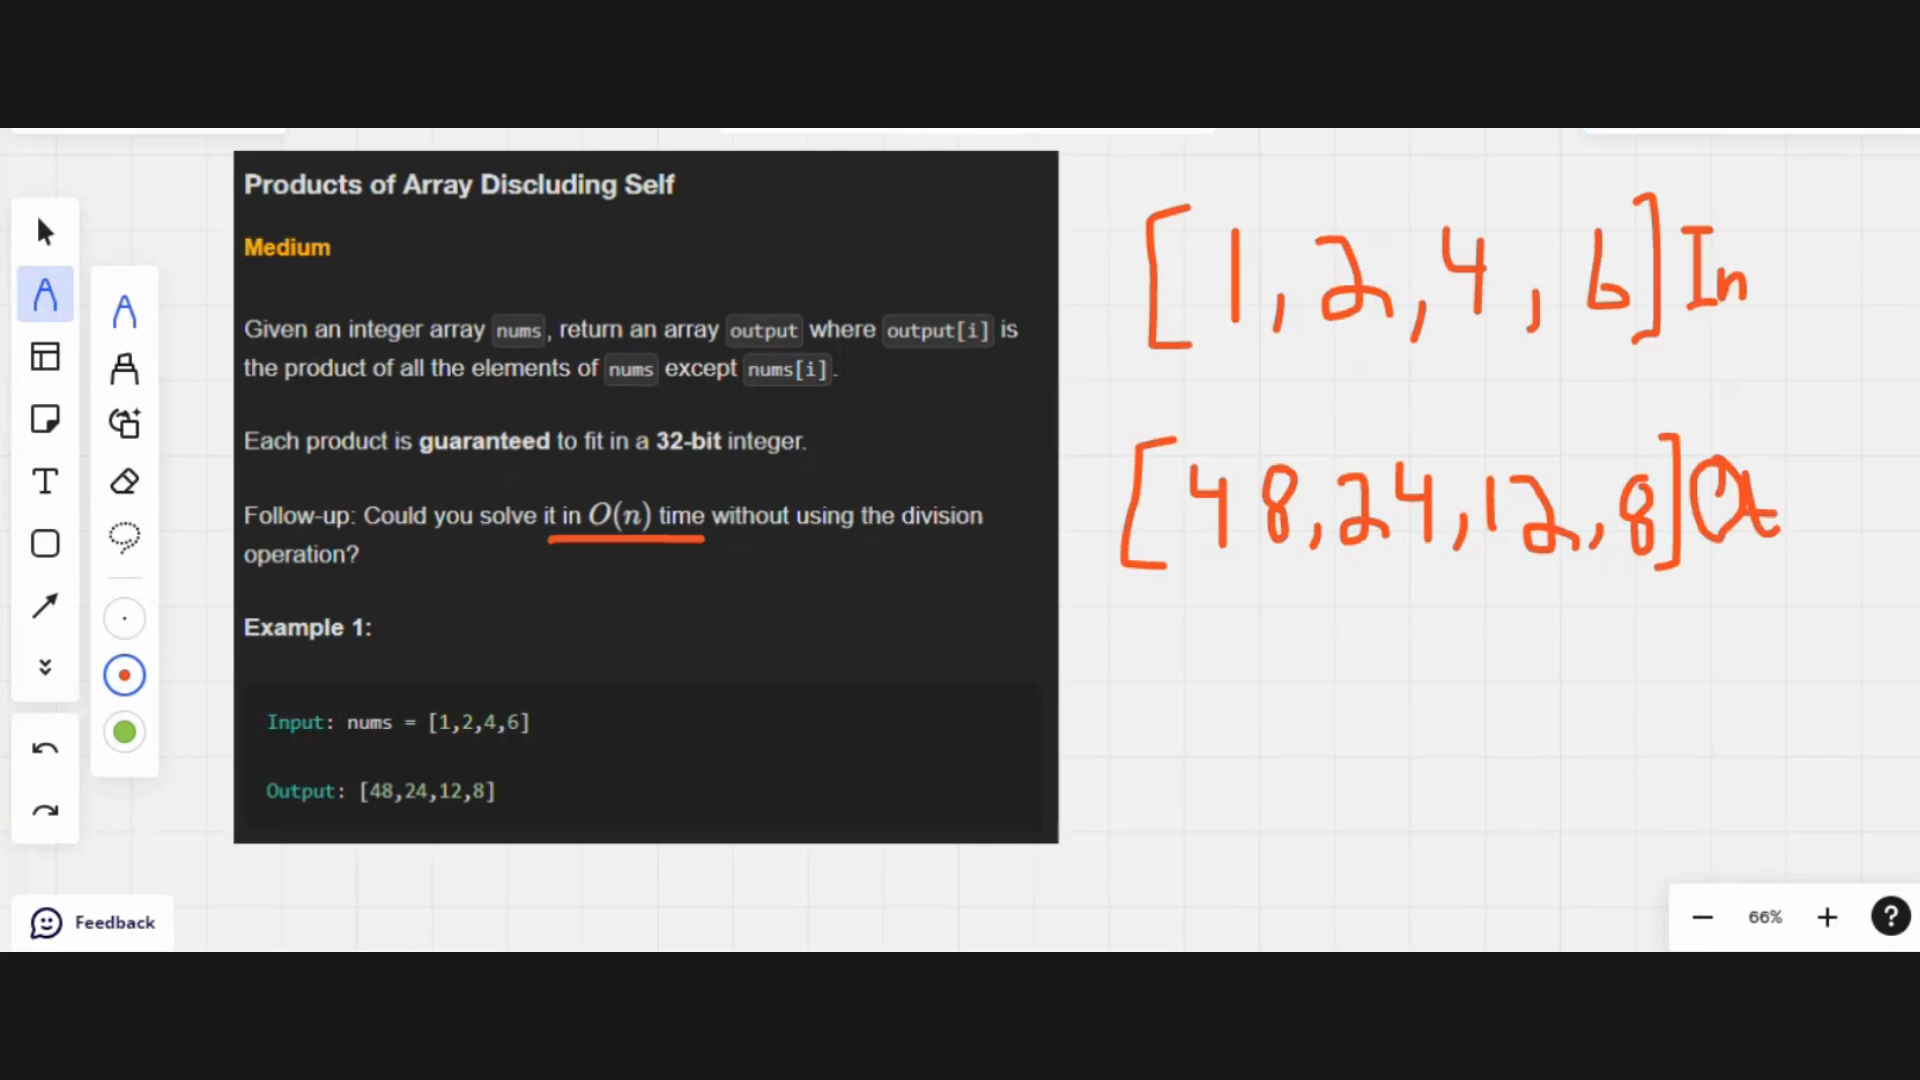 Products of Array Discluding Self
Medium
Given an integer array nums, return an array output where output[i] is
the product of all the elements of nums except nums[i].
Each product is guaranteed to fit in a 32-bit integer.
Follow-up: Could you solve it in O(n) time without using the division
operation?
Example 1:
Input: nums = [1,2,4,6]
Output: [48,24,12,8]
[1,2,4,6] In
[48,24,12,8] Ot
T
Feedback
66%
?